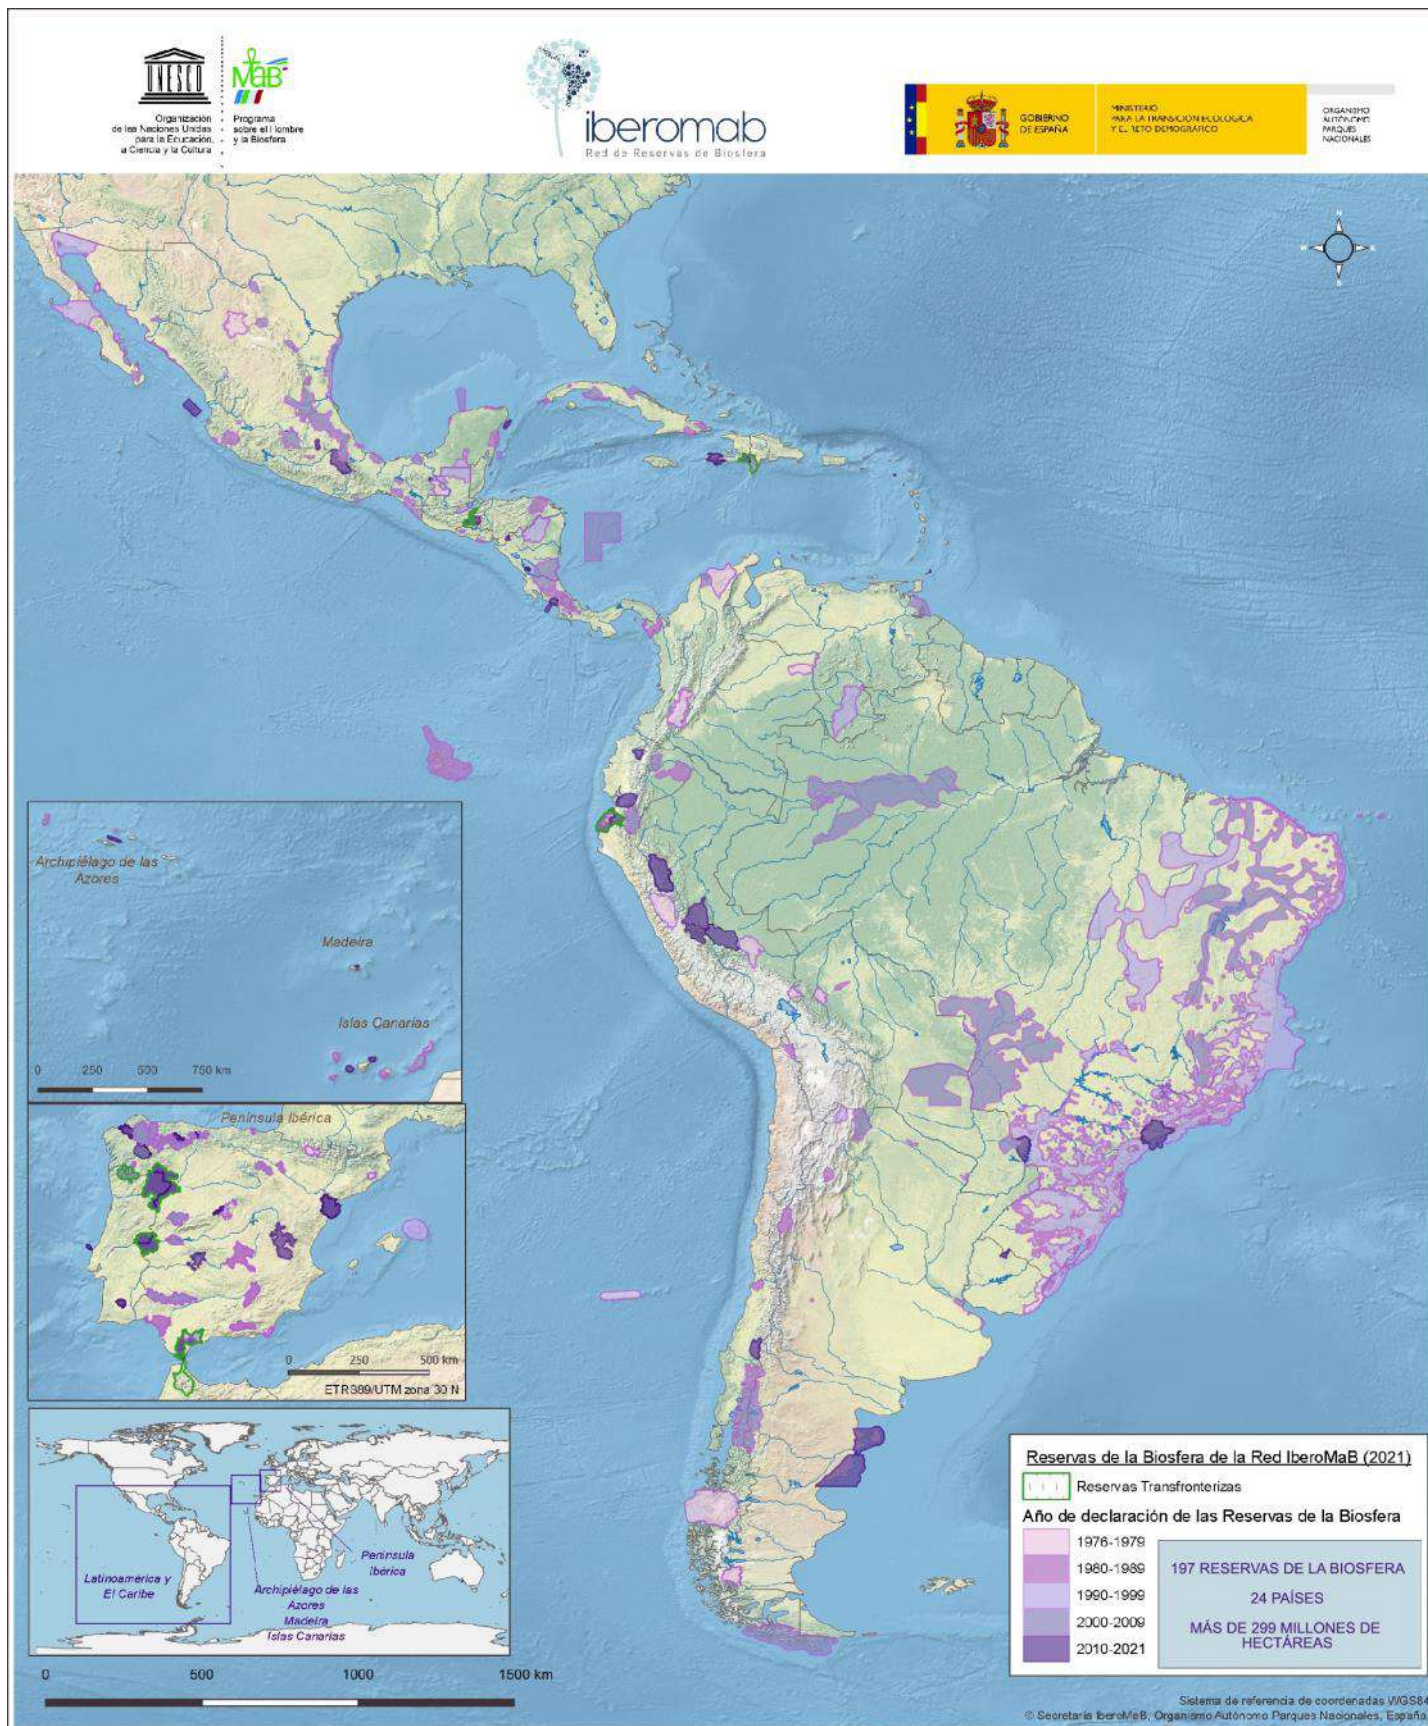 UNESCO
MaB
Organización
de las Naciones Unidas
para la Educación,
a Ciencia y la Cultura
Programa
sobre el Hombre
y la Biosfera
iberomab
Red de Reservas de Biosfera
GOBIERNO
DE ESPAÑA
MINISTERIO
PARA LA TRANSICIÓN ECOLÓGICA
Y EL RETO DEMOGRÁFICO
ORGANISMO
AUTÓNOMO
PARQUES
NACIONALES
Archipiélago de las
Azores
Madeira
Islas Canarias
0 250 500 750 km
Península Ibérica
0 250 500 km
ETRS89/UTM zona 30 N
Latinoamérica y
El Caribe
Península
Ibérica
Archipiélago de las
Azores
Madeira
Islas Canarias
0 500 1000 1500 km
Reservas de la Biosfera de la Red IberoMaB (2021)
Reservas Transfronterizas
Año de declaración de las Reservas de la Biosfera
1976-1979
1980-1989
1990-1999
2000-2009
2010-2021
197 RESERVAS DE LA BIOSFERA
24 PAÍSES
MÁS DE 299 MILLONES DE
HECTÁREAS
Sistema de referencia de coordenadas WGS84
© Secretaría IberoMaB, Organismo Autónomo Parques Nacionales, España